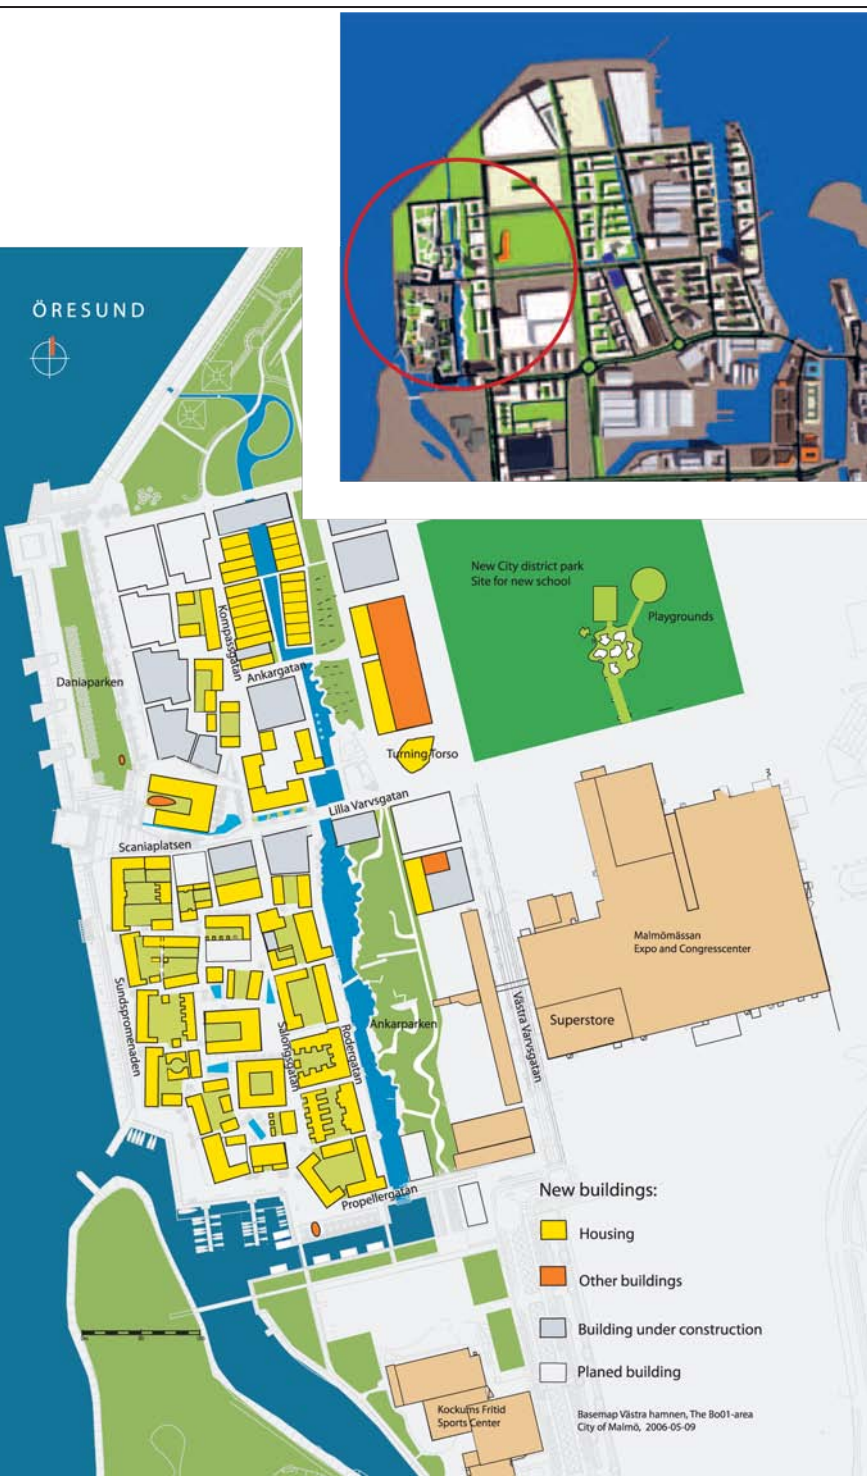 ÖRESUND
New City district park
Site for new school
Playgrounds
Kompassgatan
Ankargatan
Daniaparken
Turning Torso
Lilla Varvsgatan
Scaniaplatsen
Malmömässan
Expo and Congresscenter
Superstore
Sundspromenaden
Salongsgatan
Rodergatan
Ankarparken
Västra Varvsgatan
Propellergatan
New buildings:
Housing
Other buildings
Building under construction
Planed building
Kockums Fritid
Sports Center
Basemap Västra hamnen, The Bo01-area
City of Malmö, 2006-05-09